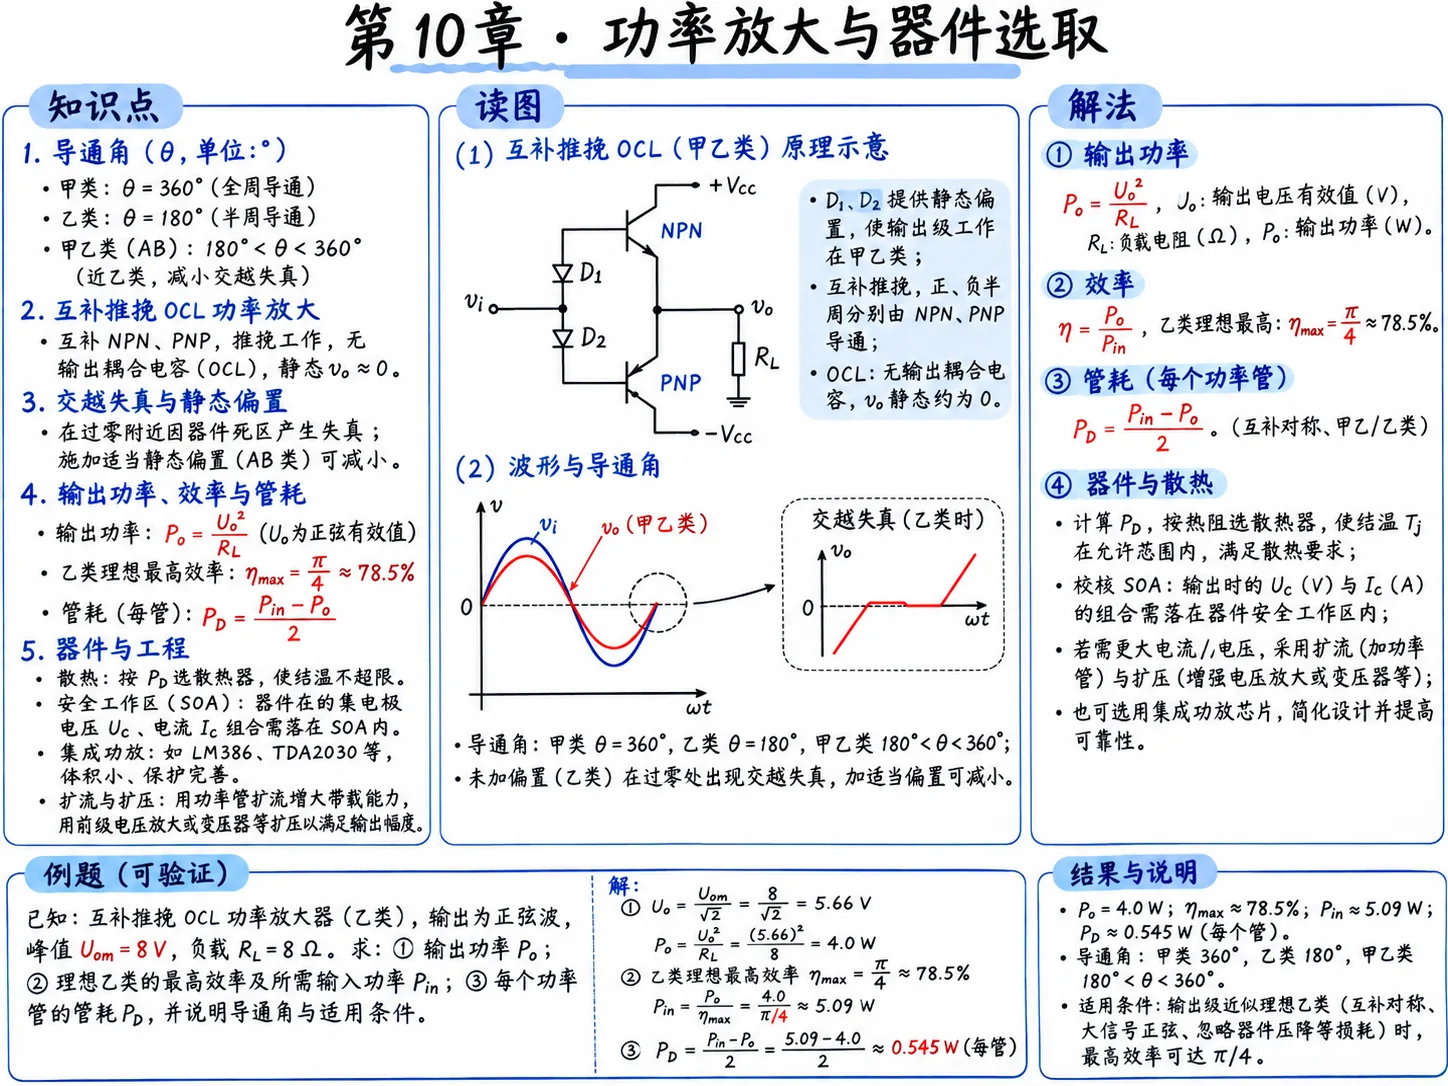 第10章·功率放大与器件选取
知识点
1. 导通角(θ,单位:°)
• 甲类: θ = 360° (全周导通)
• 乙类: θ = 180° (半周导通)
• 甲乙类 (AB): 180° < θ < 360°
(近乙类, 减小交越失真)
2. 互补推挽 OCL 功率放大
• 互补 NPN、PNP, 推挽工作, 无
输出耦合电容 (OCL), 静态 υₒ ≈ 0。
3. 交越失真与静态偏置
• 在过零附近因器件死区产生失真;
施加适当静态偏置 (AB 类) 可减小。
4. 输出功率、效率与管耗
• 输出功率: Pₒ = Uₒ²/R_L (Uₒ为正弦有效值)
• 乙类理想最高效率: η_max = π/4 ≈ 78.5%
• 管耗 (每管): P_D = (P_in − Pₒ)/2
5. 器件与工程
• 散热: 按 P_D 选散热器, 使结温不超限。
• 安全工作区 (SOA): 器件在的集电极
电压 U_C、电流 I_C 组合需落在 SOA 内。
• 集成功放: 如 LM386、TDA2030 等,
体积小、保护完善。
• 扩流与扩压: 用功率管扩流增大带载能力,
用前级电压放大或变压器等扩压以满足输出幅度。
读图
(1) 互补推挽 OCL (甲乙类) 原理示意
+Vcc
NPN
D₁
υᵢ
υₒ
D₂
R_L
PNP
−Vcc
• D₁、D₂ 提供静态偏
置, 使输出级工作
在甲乙类;
• 互补推挽, 正、负半
周分别由 NPN、PNP
导通;
• OCL: 无输出耦合电
容, υₒ 静态约为 0。
(2) 波形与导通角
υ
υᵢ
υₒ (甲乙类)
0
ωt
交越失真 (乙类时)
υₒ
0
ωt
• 导通角: 甲类 θ = 360°, 乙类 θ = 180°, 甲乙类 180° < θ < 360°;
• 未加偏置 (乙类) 在过零处出现交越失真, 加适当偏置可减小。
解法
① 输出功率
Pₒ = Uₒ²/R_L , Uₒ: 输出电压有效值 (V),
R_L: 负载电阻 (Ω), Pₒ: 输出功率 (W)。
② 效率
η = Pₒ/P_in , 乙类理想最高: η_max = π/4 ≈ 78.5%。
③ 管耗 (每个功率管)
P_D = (P_in − Pₒ)/2 。(互补对称、甲乙/乙类)
④ 器件与散热
• 计算 P_D, 按热阻选散热器, 使结温 Tj
在允许范围内, 满足散热要求;
• 校核 SOA: 输出时的 U_C (V) 与 I_C (A)
的组合需落在器件安全工作区内;
• 若需更大电流/电压, 采用扩流 (加功率
管) 与扩压 (增强电压放大或变压器等);
• 也可选用集成功放芯片, 简化设计并提高
可靠性。
例题 (可验证)
已知: 互补推挽 OCL 功率放大器 (乙类), 输出为正弦波,
峰值 Uₒₘ = 8 V, 负载 R_L = 8 Ω。求: ① 输出功率 Pₒ;
② 理想乙类的最高效率及所需输入功率 P_in; ③ 每个功率
管的管耗 P_D, 并说明导通角与适用条件。
解:
① Uₒ = Uₒₘ/√2 = 8/√2 = 5.66 V
Pₒ = Uₒ²/R_L = (5.66)²/8 = 4.0 W
② 乙类理想最高效率 η_max = π/4 ≈ 78.5%
P_in = Pₒ/η_max = 4.0/(π/4) ≈ 5.09 W
③ P_D = (P_in − Pₒ)/2 = (5.09 − 4.0)/2 ≈ 0.545 W (每管)
结果与说明
• Pₒ = 4.0 W; η_max ≈ 78.5%; P_in ≈ 5.09 W;
P_D ≈ 0.545 W (每个管)。
• 导通角: 甲类 360°, 乙类 180°, 甲乙类
180° < θ < 360°。
• 适用条件: 输出级近似理想乙类 (互补对称、
大信号正弦、忽略器件压降等损耗) 时,
最高效率可达 π/4。